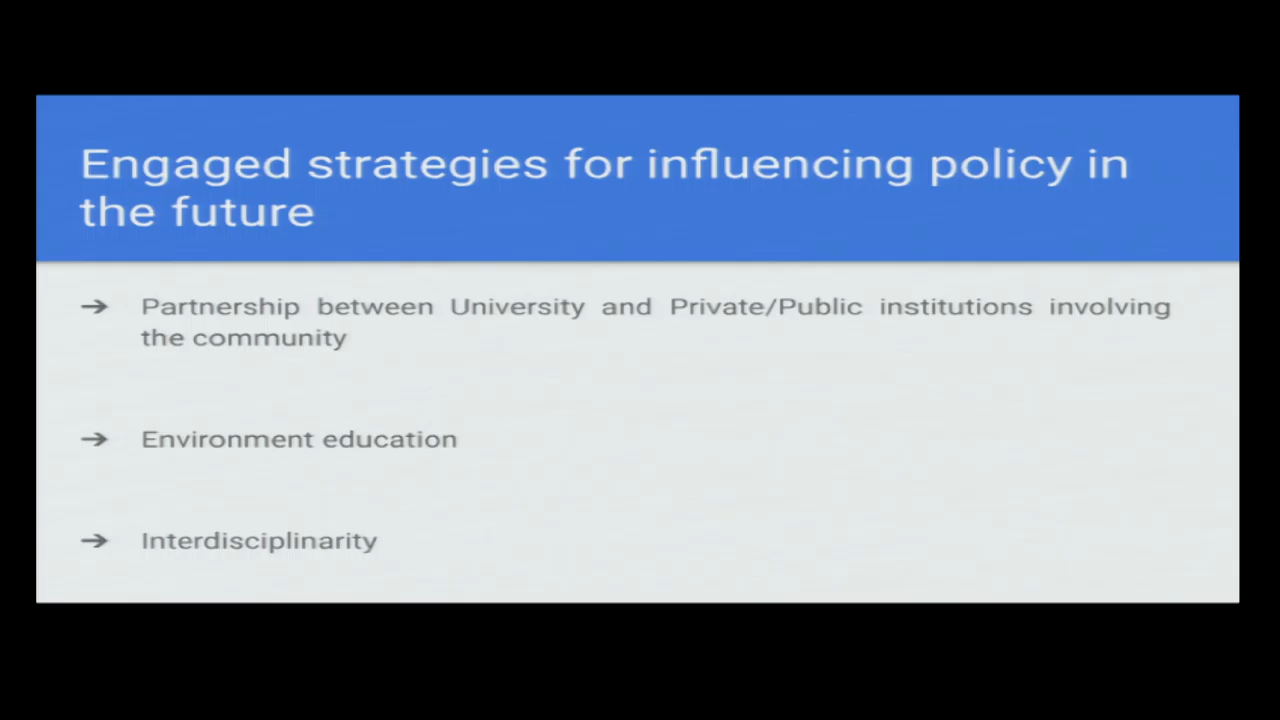 Engaged strategies for influencing policy in
the future
➔ Partnership between University and Private/Public institutions involving
the community
➔ Environment education
➔ Interdisciplinarity